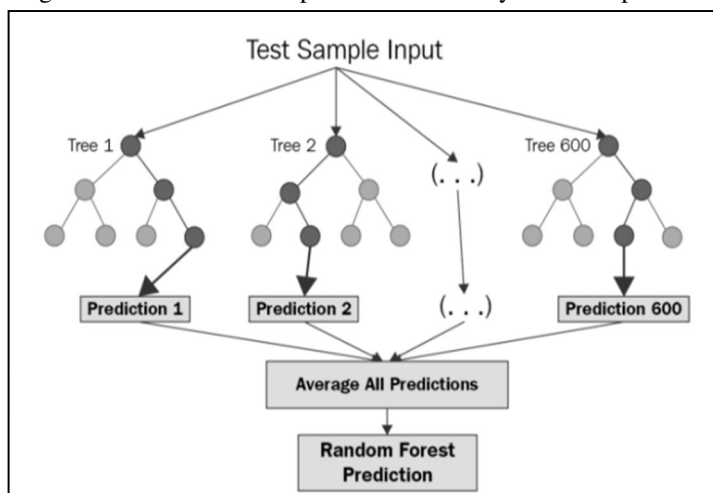 Test Sample Input
Tree 1
Tree 2
(. . .)
Tree 600
Prediction 1
Prediction 2
(. . .)
Prediction 600
Average All Predictions
Random Forest
Prediction